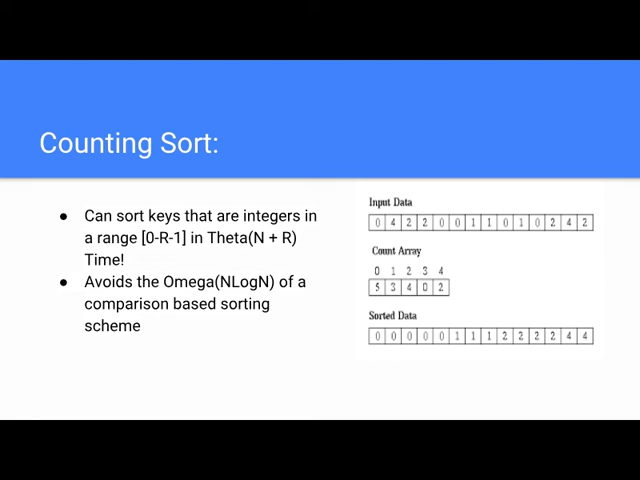 Counting Sort:
● Can sort keys that are integers in
a range [0-R-1] in Theta(N + R)
Time!
● Avoids the Omega(NLogN) of a
comparison based sorting
scheme
Input Data
0 4 2 2 0 0 1 1 0 1 0 2 4 2
Count Array
0 1 2 3 4
5 3 4 0 2
Sorted Data
0 0 0 0 0 1 1 1 2 2 2 2 4 4